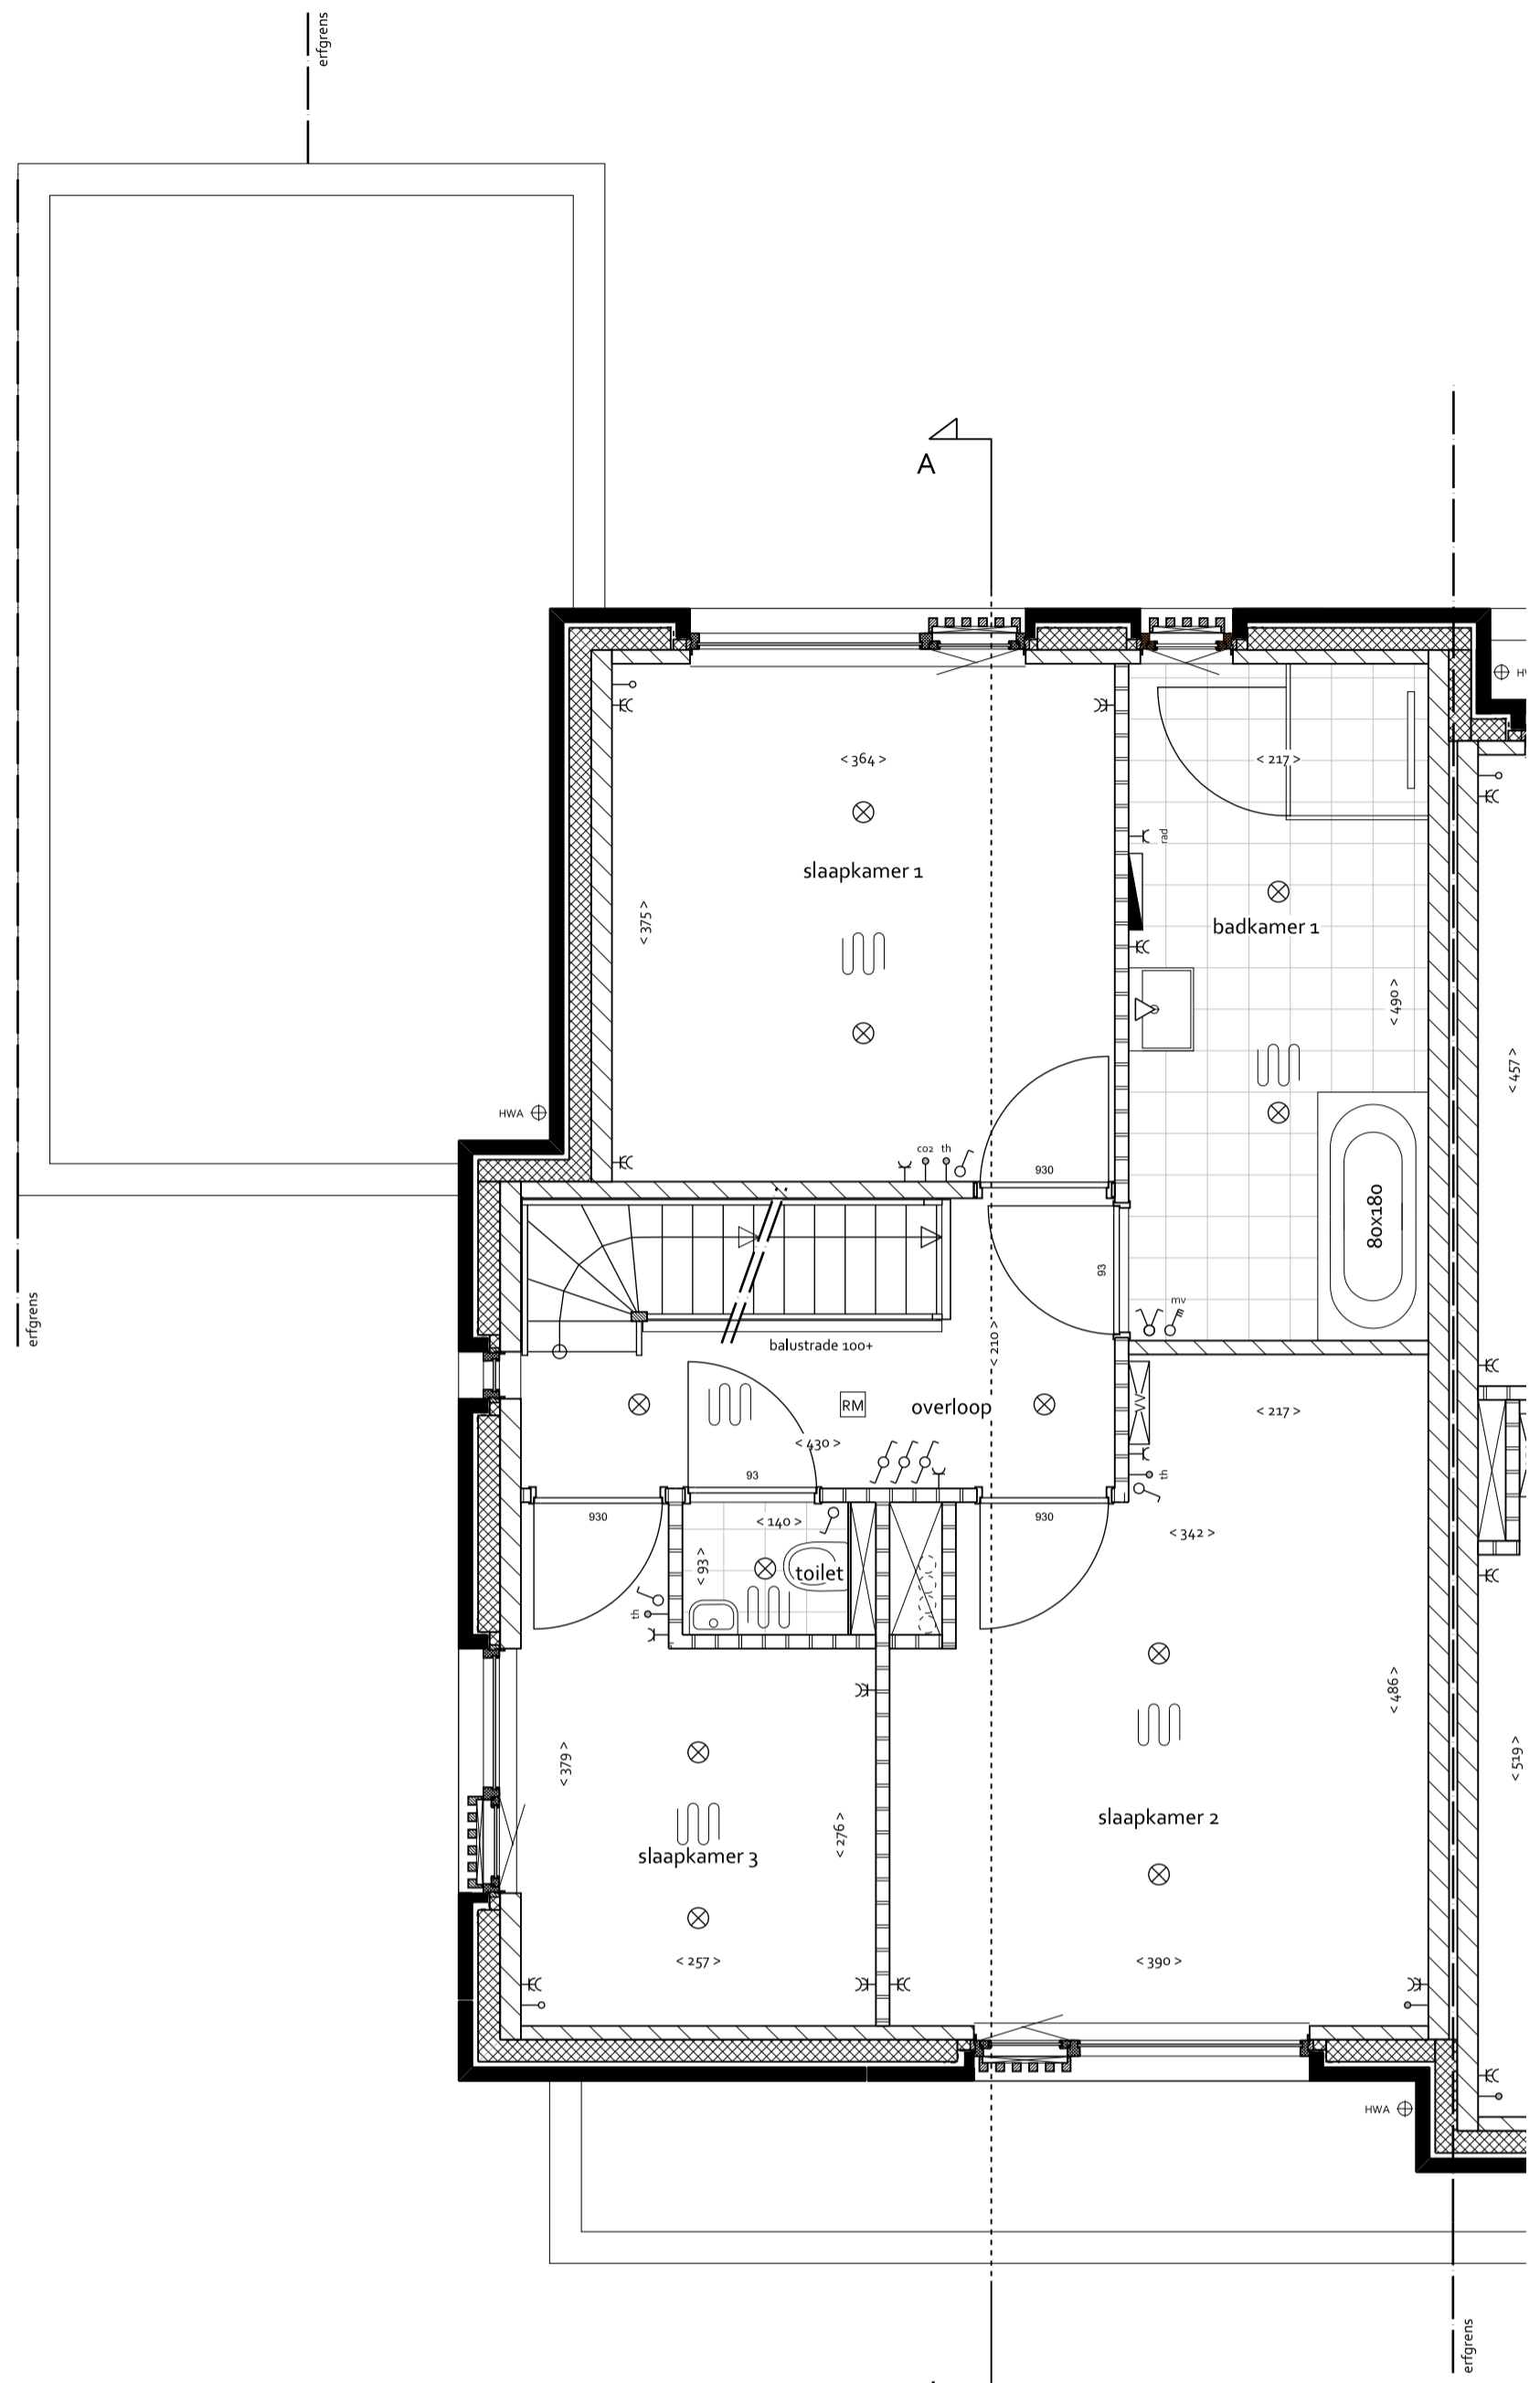 erfgrens
A
< 364 >
< 217 >
rad
slaapkamer 1
< 375 >
badkamer 1
< 490 >
< 457 >
HWA
co2
th
930
80x180
93
mv
erfgrens
balustrade 100+
< 210 >
RM
overloop
< 217 >
< 430 >
93
th
930
< 140 >
930
< 342 >
< 93 >
toilet
th
< 486 >
< 379 >
< 519 >
slaapkamer 2
< 276 >
slaapkamer 3
< 257 >
< 390 >
HWA
erfgrens